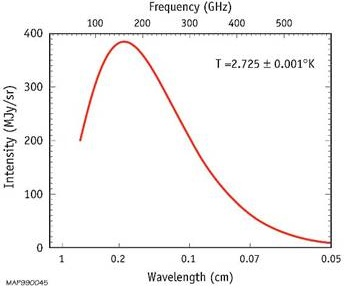 Frequency (GHz)
100 200 300 400 500
T =2.725 ± 0.001°K
Intensity (MJy/sr)
400
300
200
100
0
1 0.2 0.1 0.07 0.05
Wavelength (cm)
MAP990045